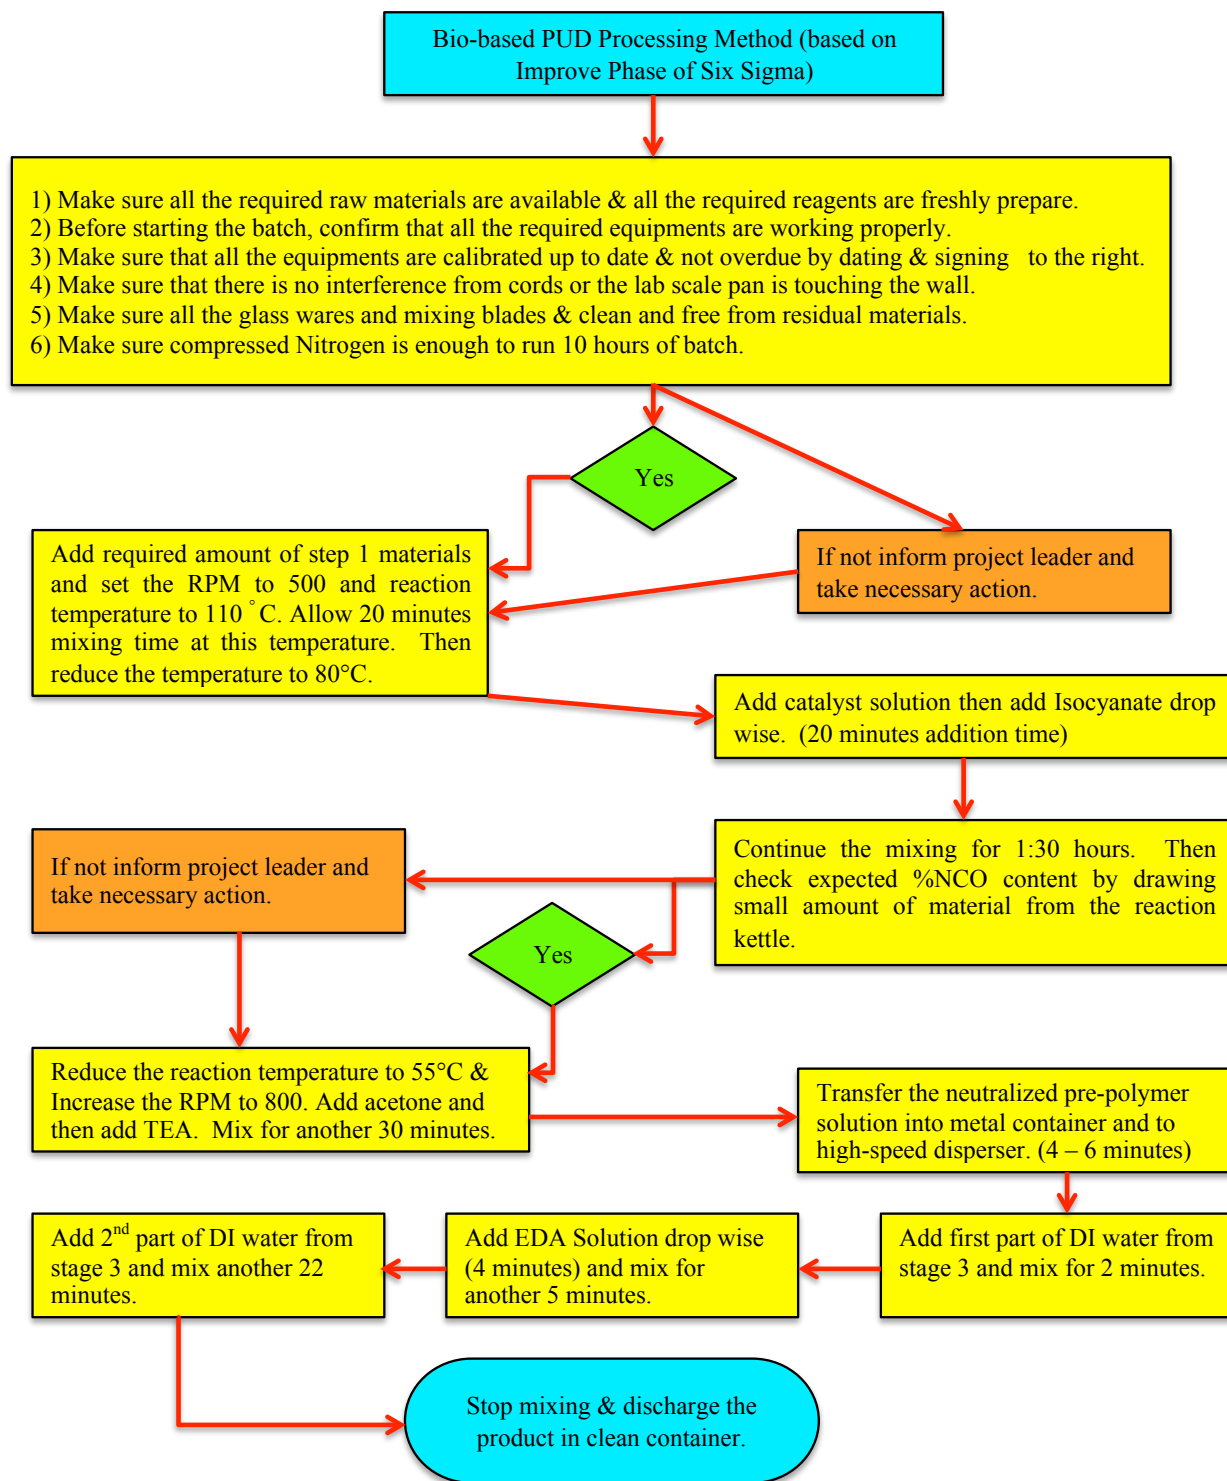 Bio-based PUD Processing Method (based on
Improve Phase of Six Sigma)
1) Make sure all the required raw materials are available & all the required reagents are freshly prepare.
2) Before starting the batch, confirm that all the required equipments are working properly.
3) Make sure that all the equipments are calibrated up to date & not overdue by dating & signing to the right.
4) Make sure that there is no interference from cords or the lab scale pan is touching the wall.
5) Make sure all the glass wares and mixing blades & clean and free from residual materials.
6) Make sure compressed Nitrogen is enough to run 10 hours of batch.
Yes
Add required amount of step 1 materials
and set the RPM to 500 and reaction
temperature to 110 °C. Allow 20 minutes
mixing time at this temperature. Then
reduce the temperature to 80°C.
If not inform project leader and
take necessary action.
Add catalyst solution then add Isocyanate drop
wise. (20 minutes addition time)
Continue the mixing for 1:30 hours. Then
check expected %NCO content by drawing
small amount of material from the reaction
kettle.
If not inform project leader and
take necessary action.
Yes
Reduce the reaction temperature to 55°C &
Increase the RPM to 800. Add acetone and
then add TEA. Mix for another 30 minutes.
Transfer the neutralized pre-polymer
solution into metal container and to
high-speed disperser. (4 – 6 minutes)
Add first part of DI water from
stage 3 and mix for 2 minutes.
Add EDA Solution drop wise
(4 minutes) and mix for
another 5 minutes.
Add 2nd part of DI water from
stage 3 and mix another 22
minutes.
Stop mixing & discharge the
product in clean container.